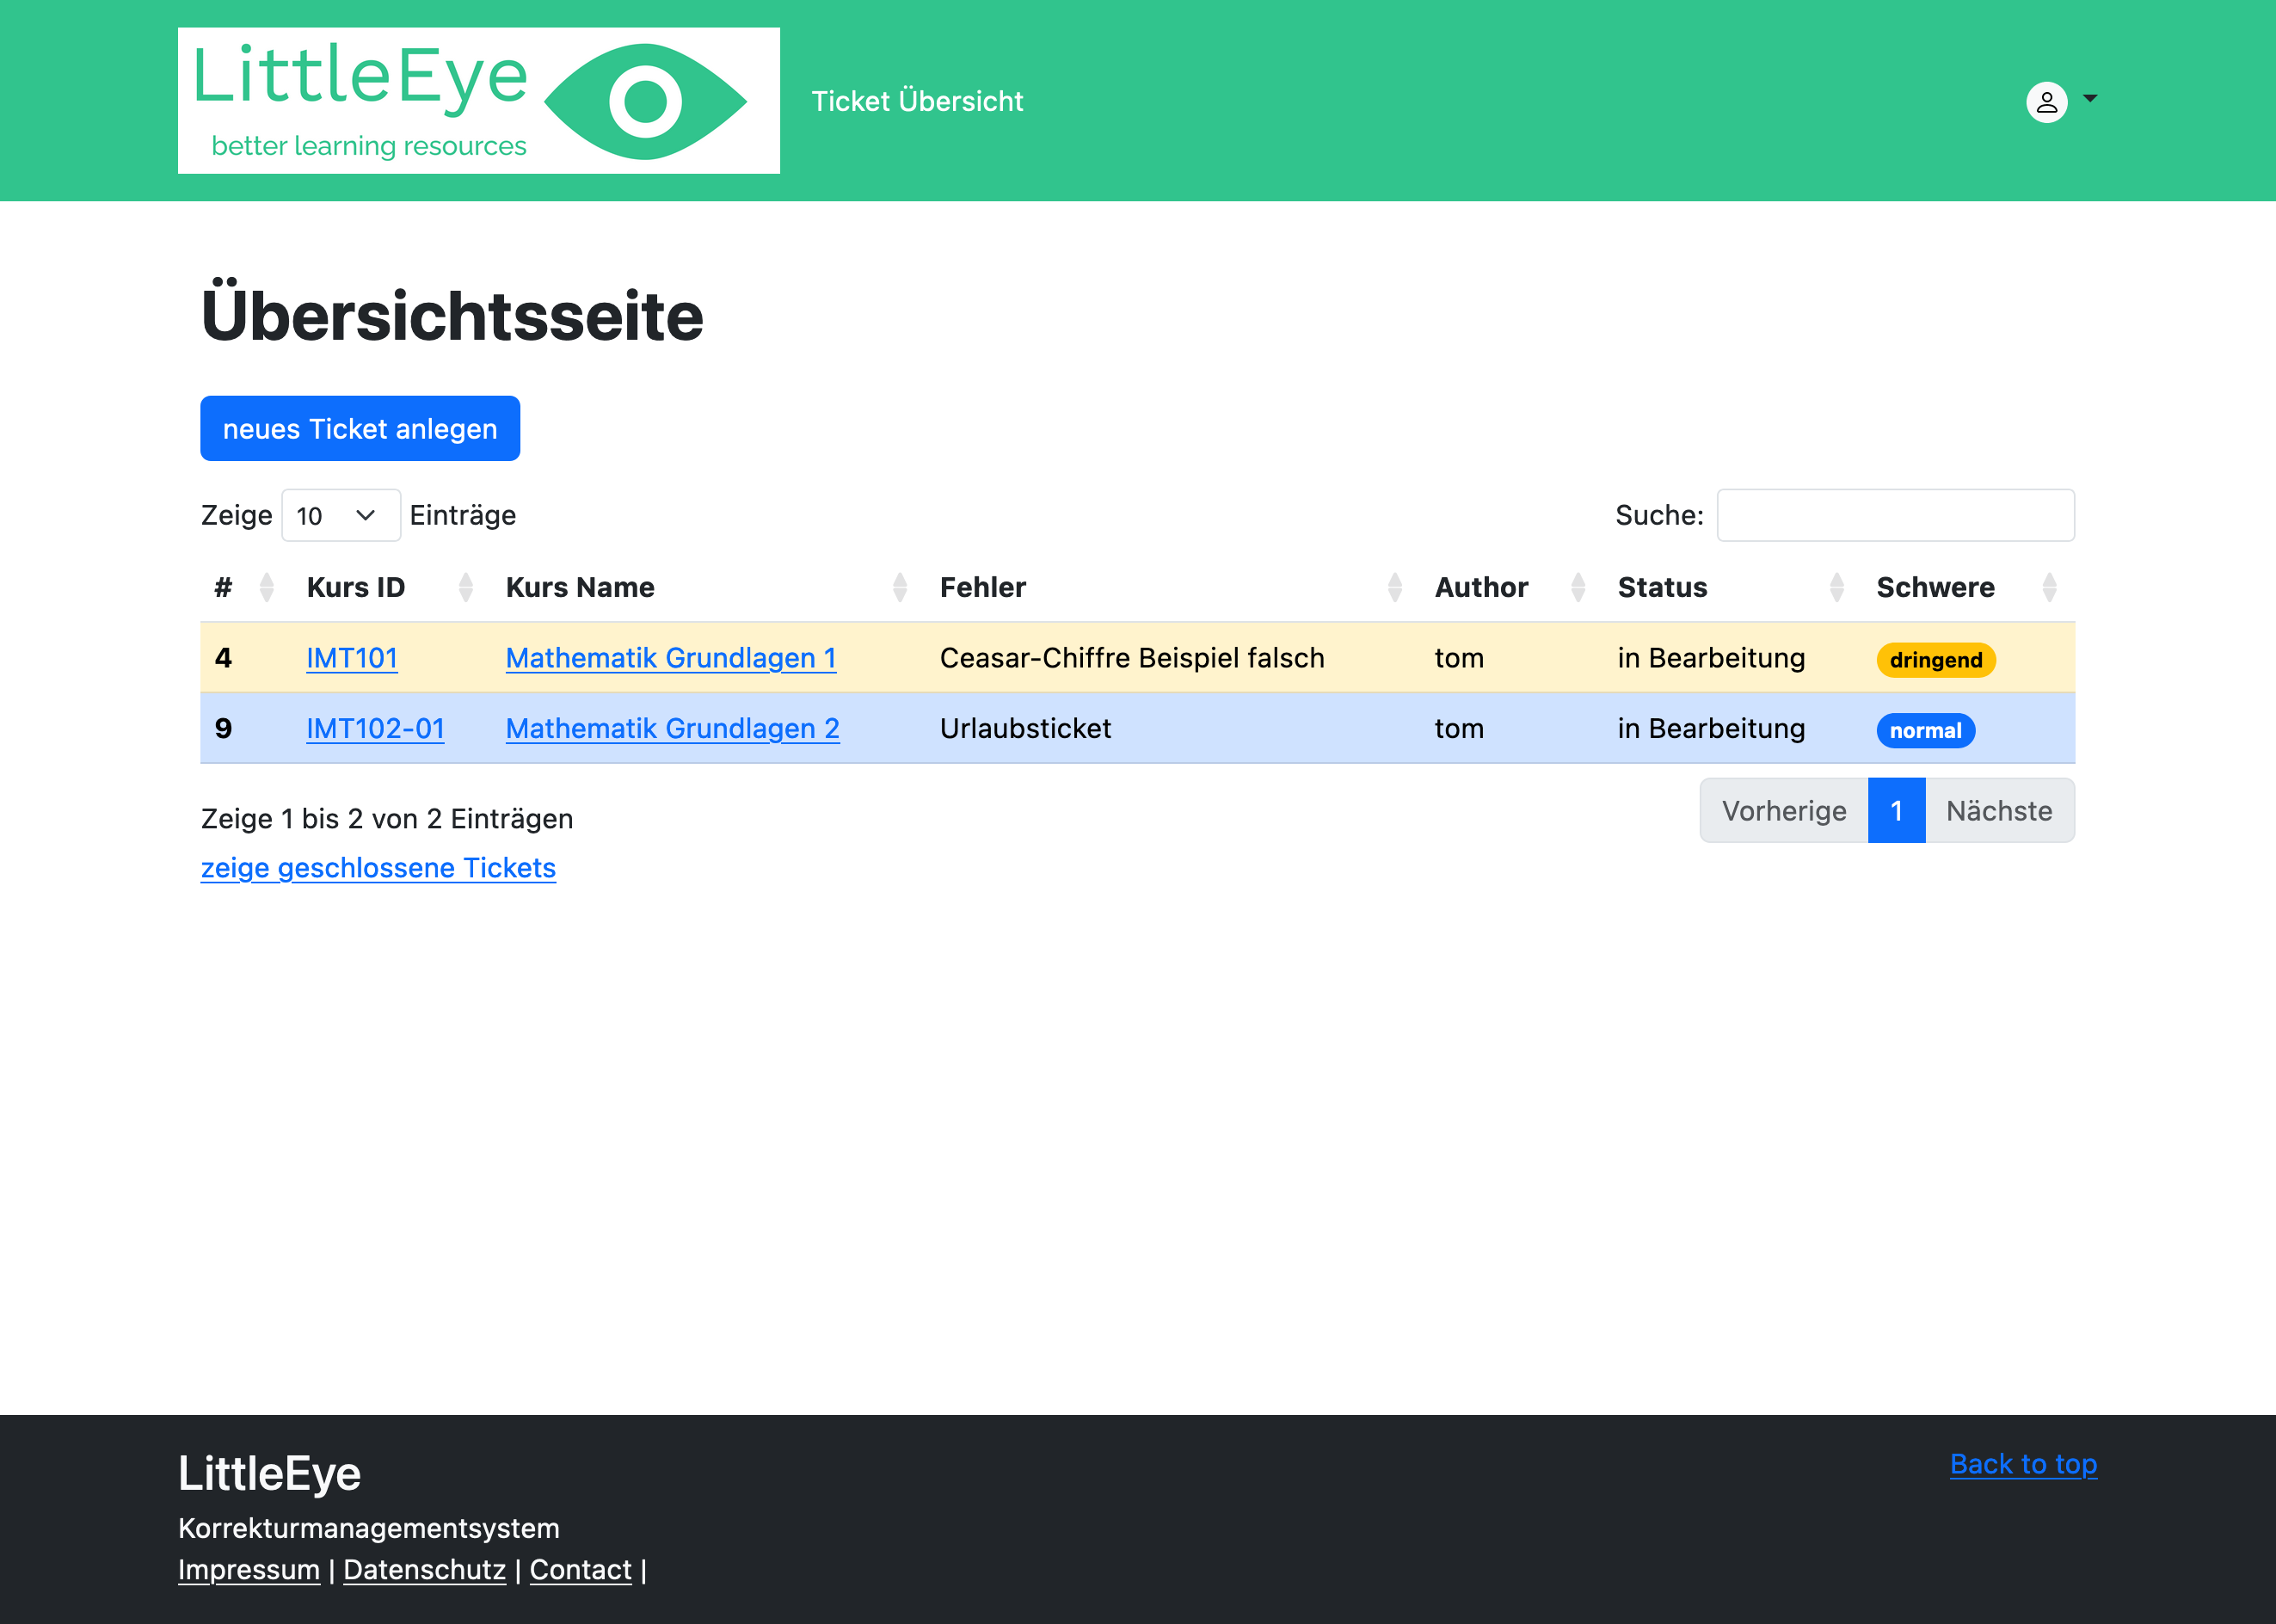 LittleEye
better learning resources
Ticket Übersicht
Übersichtsseite
neues Ticket anlegen
Zeige 10 Einträge Suche:
# Kurs ID Kurs Name Fehler Author Status Schwere
4 IMT101 Mathematik Grundlagen 1 Ceasar-Chiffre Beispiel falsch tom in Bearbeitung dringend
9 IMT102-01 Mathematik Grundlagen 2 Urlaubsticket tom in Bearbeitung normal
Zeige 1 bis 2 von 2 Einträgen Vorherige 1 Nächste
zeige geschlossene Tickets
LittleEye Back to top
Korrekturmanagementsystem
Impressum | Datenschutz | Contact |